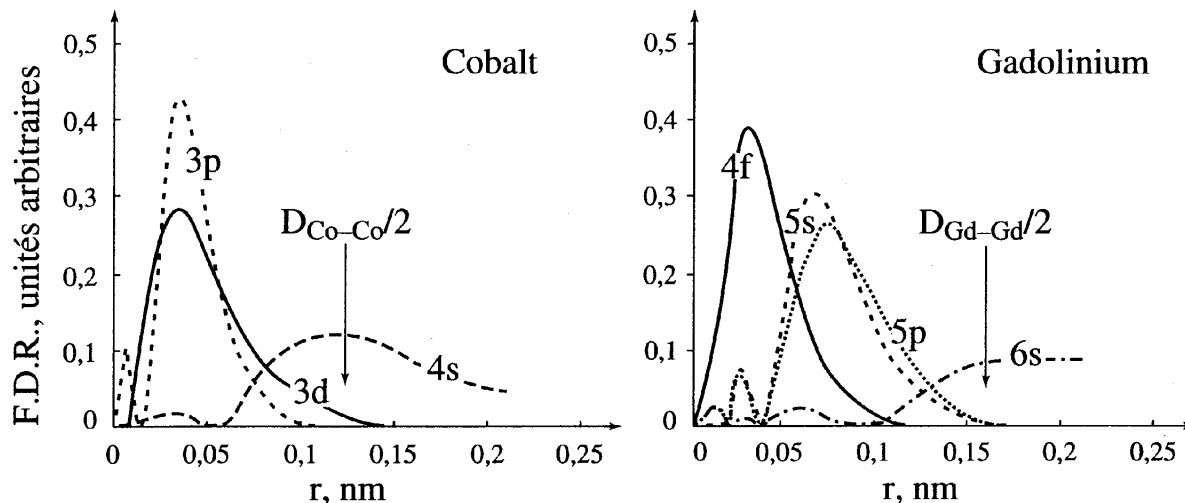 F.D.R., unités arbitraires
0,5
0,4
0,3
0,2
0,1
0
Cobalt
3p
D_Co–Co/2
4s
3d
0
0,05
0,1
0,15
0,2
0,25
r, nm
0,5
0,4
0,3
0,2
0,1
0
Gadolinium
4f
5s
D_Gd–Gd/2
5p
6s
0
0,05
0,1
0,15
0,2
0,25
r, nm